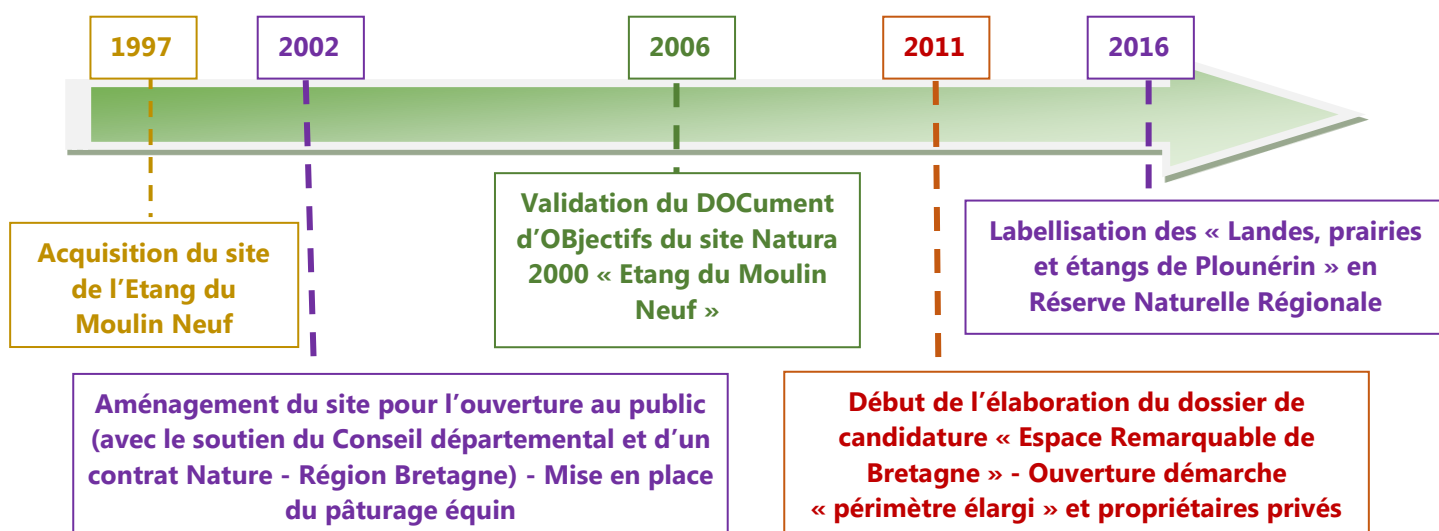 1997
2002
2006
2011
2016
Acquisition du site
de l’Etang du
Moulin Neuf
Aménagement du site pour l’ouverture au public
(avec le soutien du Conseil départemental et d’un
contrat Nature - Région Bretagne) - Mise en place
du pâturage équin
Validation du DOCument
d’OBjectifs du site Natura
2000 « Etang du Moulin
Neuf »
Début de l’élaboration du dossier de
candidature « Espace Remarquable de
Bretagne » - Ouverture démarche
« périmètre élargi » et propriétaires privés
Labellisation des « Landes, prairies
et étangs de Plounérin » en
Réserve Naturelle Régionale